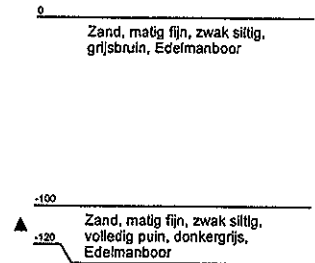 0
Zand, matig fijn, zwak siltig,
grijsbruin, Edelmanboor
-100
Zand, matig fijn, zwak siltig,
volledig puin, donkergrijs,
Edelmanboor
-120